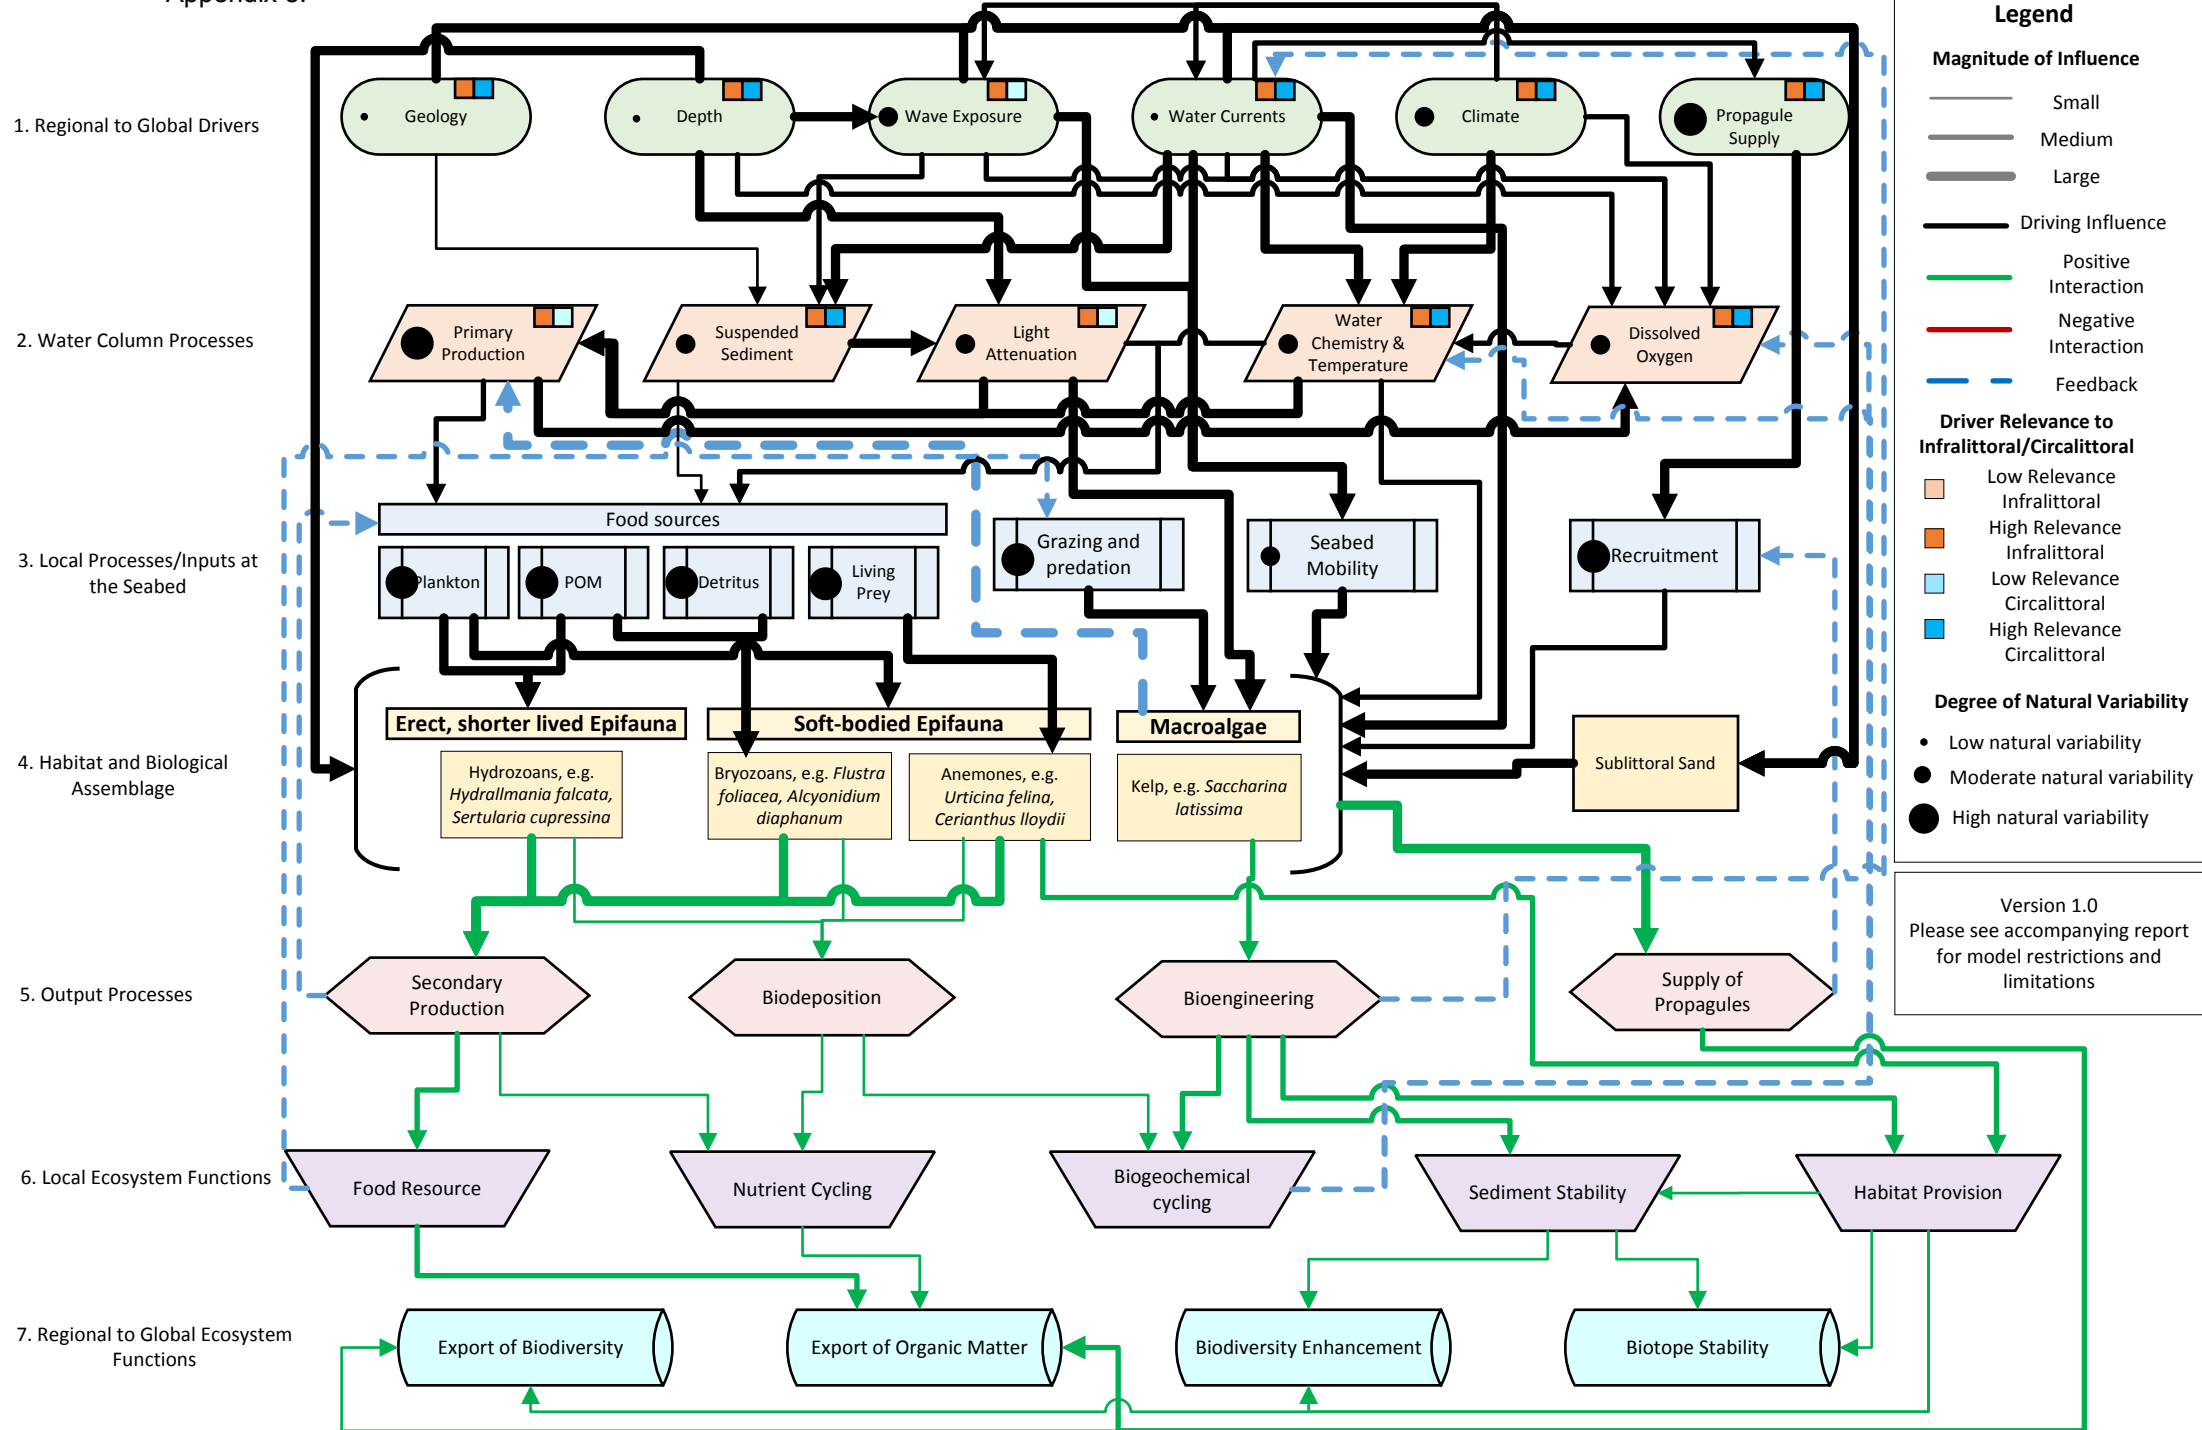 Appendix 8.
Legend
Magnitude of Influence
Small
Medium
Large
Driving Influence
Positive
Interaction
Negative
Interaction
Feedback
Driver Relevance to
Infralittoral/Circalittoral
Low Relevance
Infralittoral
High Relevance
Infralittoral
Low Relevance
Circalittoral
High Relevance
Circalittoral
Degree of Natural Variability
Low natural variability
Moderate natural variability
High natural variability
Version 1.0
Please see accompanying report
for model restrictions and
limitations
1. Regional to Global Drivers
Geology
Depth
Wave Exposure
Water Currents
Climate
Propagule
Supply
2. Water Column Processes
Primary
Production
Suspended
Sediment
Light
Attenuation
Water
Chemistry &
Temperature
Dissolved
Oxygen
3. Local Processes/Inputs at
the Seabed
Food sources
Plankton
POM
Detritus
Living
Prey
Grazing and
predation
Seabed
Mobility
Recruitment
4. Habitat and Biological
Assemblage
Erect, shorter lived Epifauna
Soft-bodied Epifauna
Macroalgae
Hydrozoans, e.g.
Hydrallmania falcata,
Sertularia cupressina
Bryozoans, e.g. Flustra
foliacea, Alcyonidium
diaphanum
Anemones, e.g.
Urticina felina,
Cerianthus lloydii
Kelp, e.g. Saccharina
latissima
Sublittoral Sand
5. Output Processes
Secondary
Production
Biodeposition
Bioengineering
Supply of
Propagules
6. Local Ecosystem Functions
Food Resource
Nutrient Cycling
Biogeochemical
cycling
Sediment Stability
Habitat Provision
7. Regional to Global Ecosystem
Functions
Export of Biodiversity
Export of Organic Matter
Biodiversity Enhancement
Biotope Stability